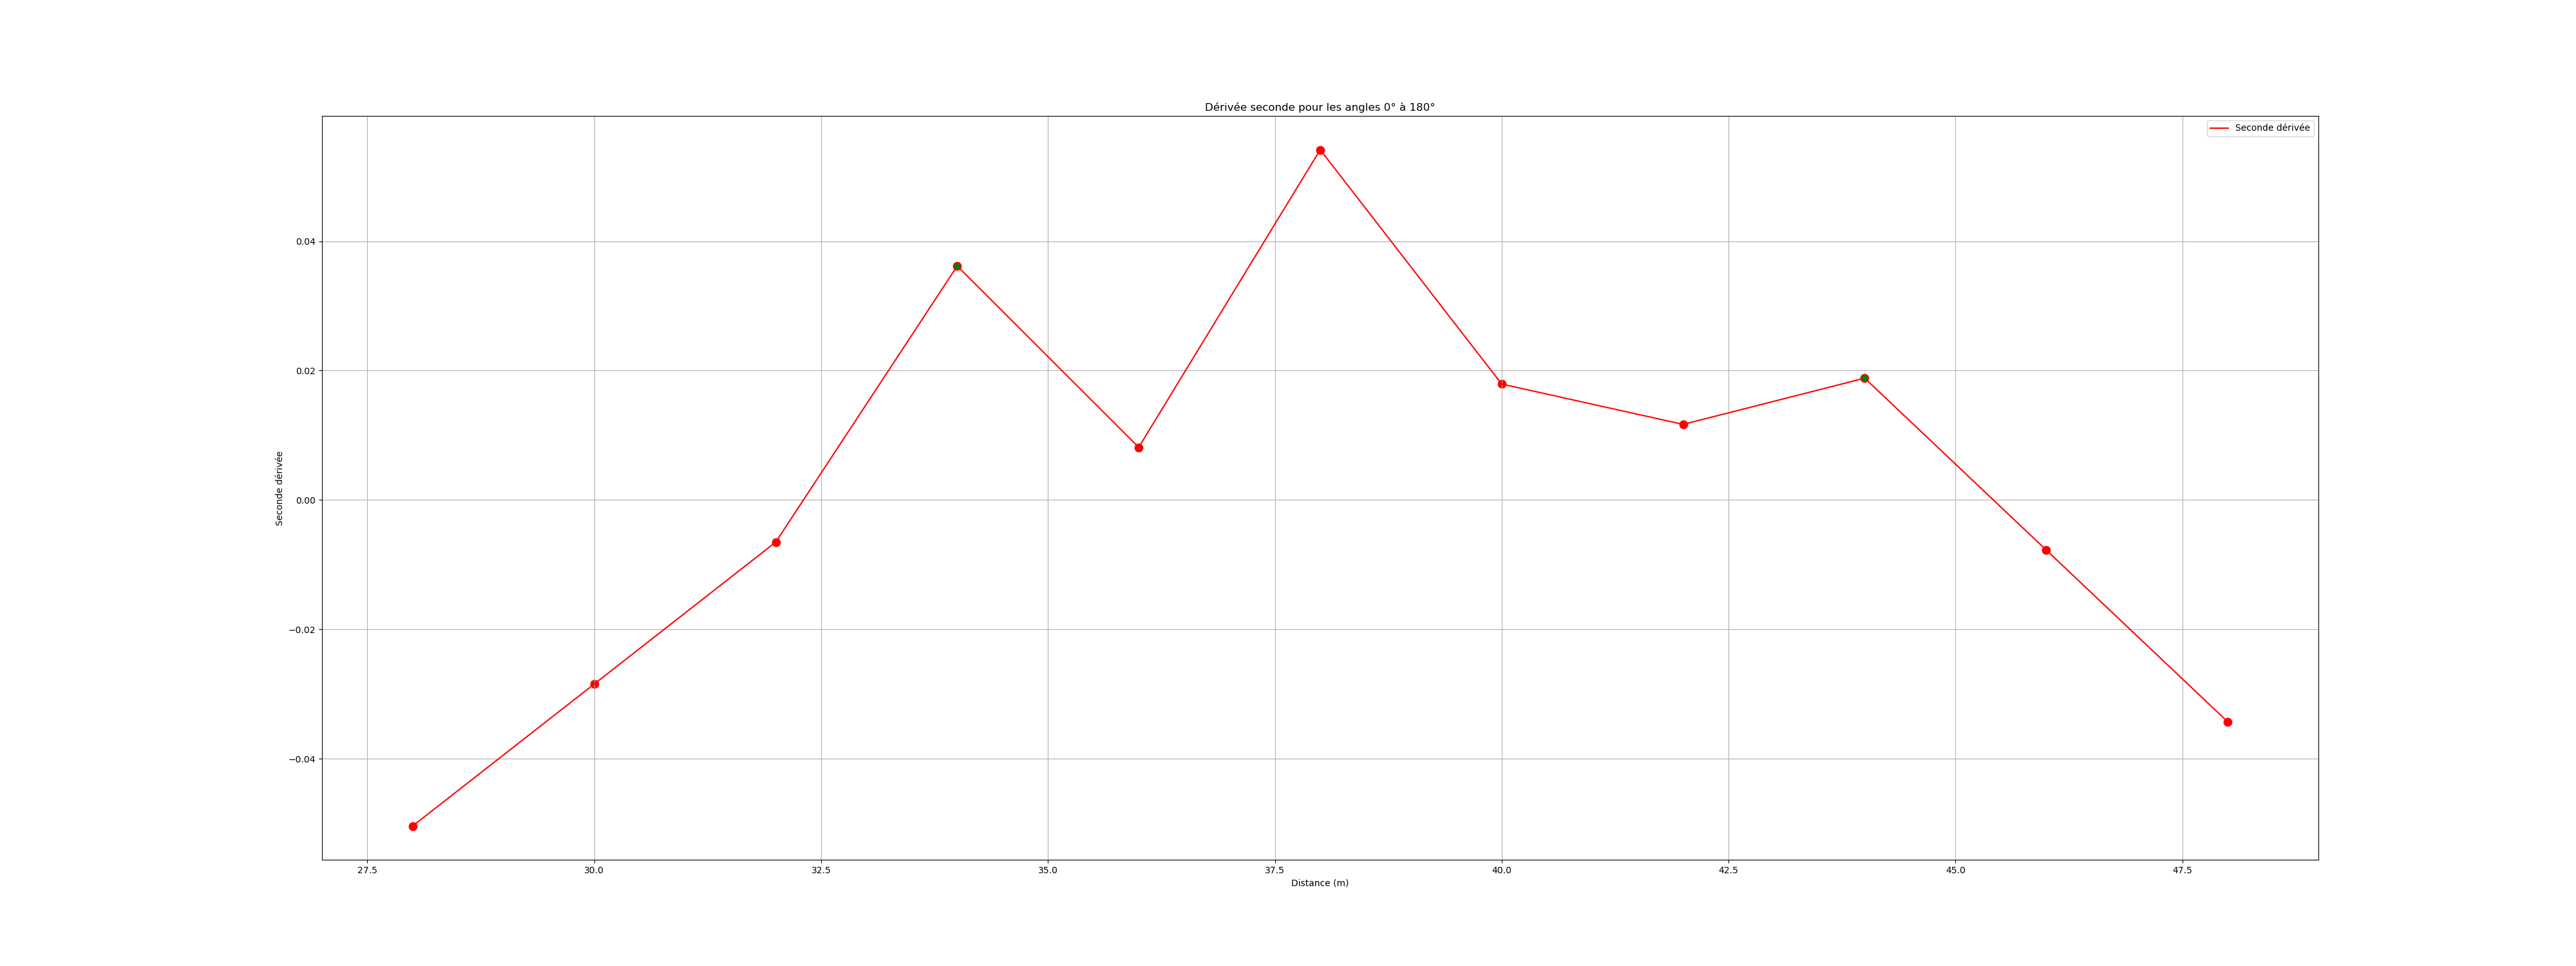 Dérivée seconde pour les angles 0° à 180°
Seconde dérivée
0.04
0.02
0.00
−0.02
−0.04
Seconde dérivée
27.5 30.0 32.5 35.0 37.5 40.0 42.5 45.0 47.5
Distance (m)